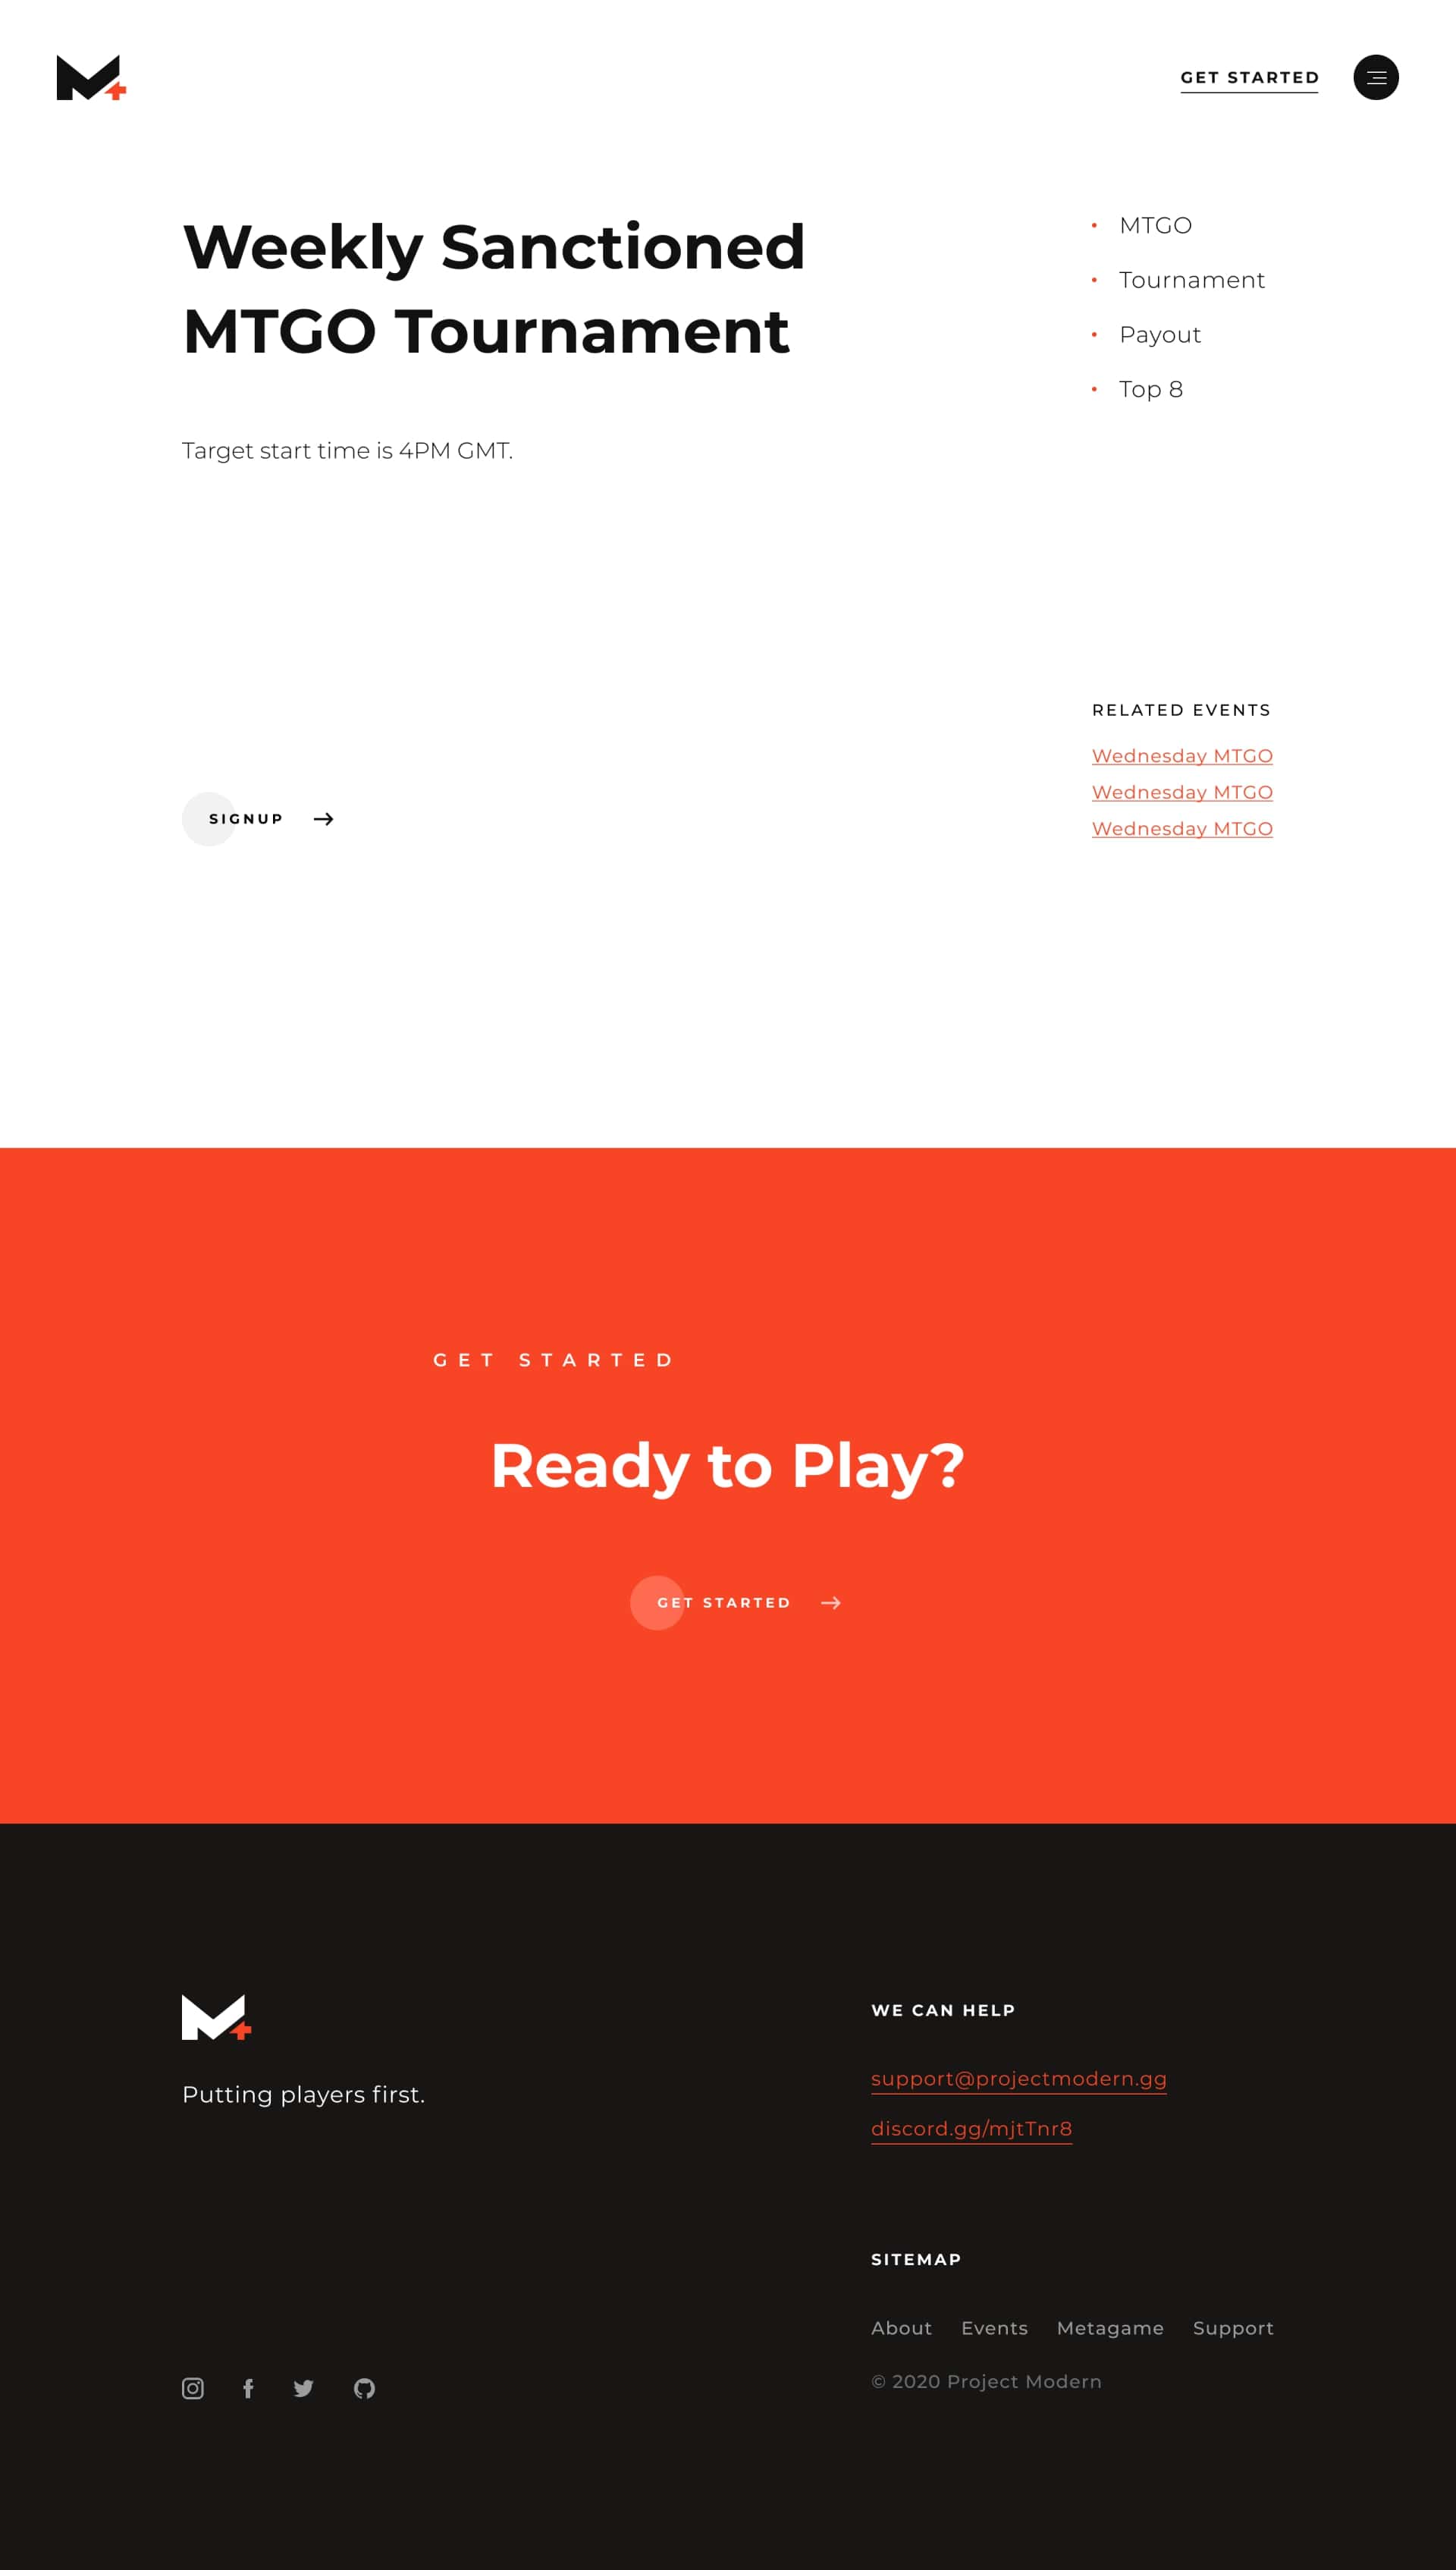 GET STARTED
Weekly Sanctioned
MTGO Tournament
Target start time is 4PM GMT.
SIGNUP
MTGO
Tournament
Payout
Top 8
RELATED EVENTS
Wednesday MTGO
Wednesday MTGO
Wednesday MTGO
GET STARTED
Ready to Play?
GET STARTED
Putting players first.
WE CAN HELP
support@projectmodern.gg
discord.gg/mjtTnr8
SITEMAP
About Events Metagame Support
© 2020 Project Modern